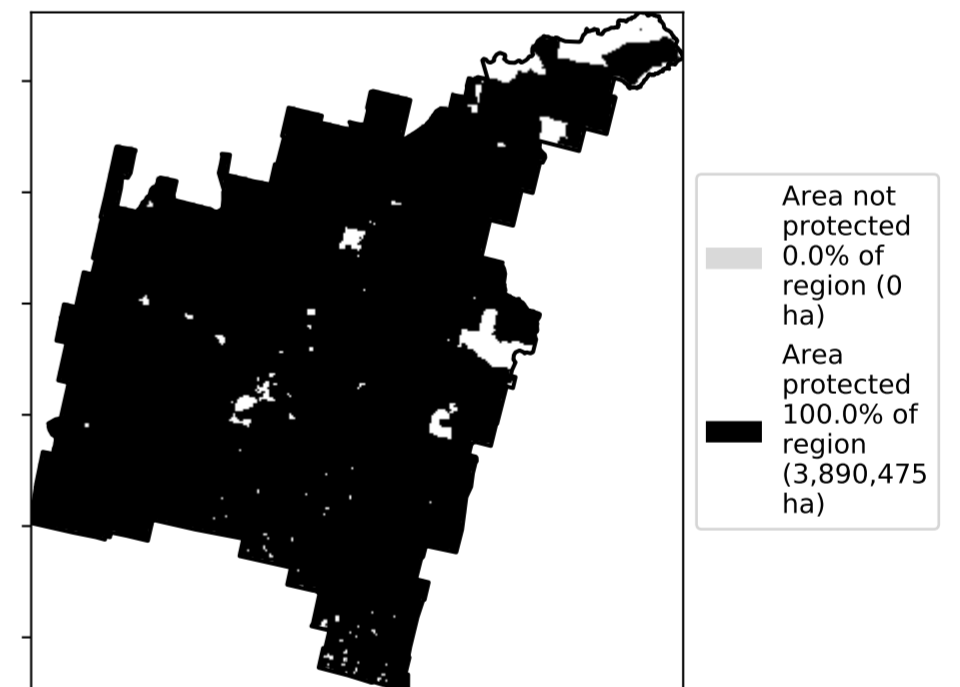 Area not
protected
0.0% of
region (0
ha)
Area
protected
100.0% of
region
(3,890,475
ha)